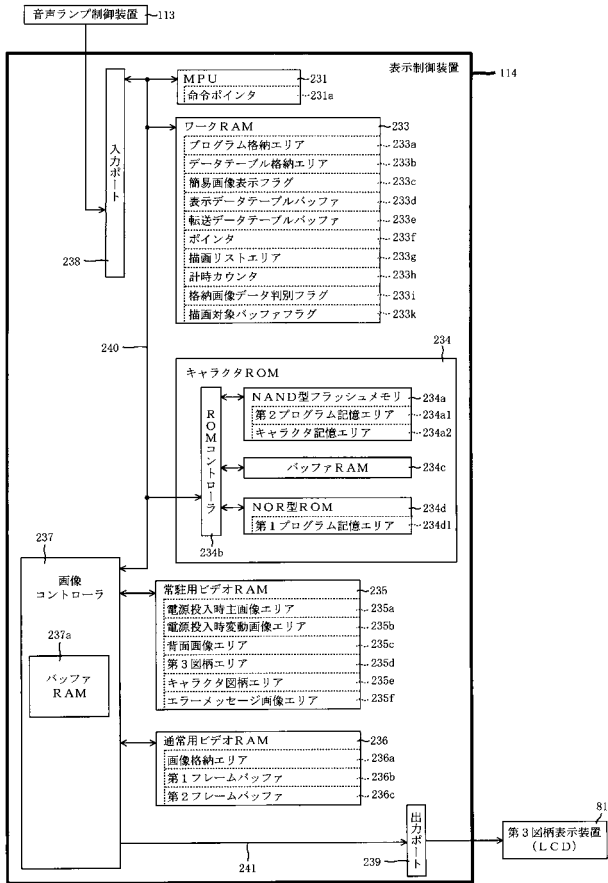 音声ランプ制御装置
113
表示制御装置
114
入力ポート
238
MPU
231
命令ポインタ
231a
ワークRAM
233
プログラム格納エリア
233a
データテーブル格納エリア
233b
簡易画像表示フラグ
233c
表示データテーブルバッファ
233d
転送データテーブルバッファ
233e
ポインタ
233f
描画リストエリア
233g
計時カウンタ
233h
格納画像データ判別フラグ
233i
描画対象バッファフラグ
233k
240
234
キャラクタROM
ROMコントローラ
234b
NAND型フラッシュメモリ
234a
第2プログラム記憶エリア
234a1
キャラクタ記憶エリア
234a2
バッファRAM
234c
NOR型ROM
234d
第1プログラム記憶エリア
234d1
237
画像
コントローラ
237a
バッファ
RAM
常駐用ビデオRAM
235
電源投入時主画像エリア
235a
電源投入時変動画像エリア
235b
背面画像エリア
235c
第3図柄エリア
235d
キャラクタ図柄エリア
235e
エラーメッセージ画像エリア
235f
通常用ビデオRAM
236
画像格納エリア
236a
第1フレームバッファ
236b
第2フレームバッファ
236c
241
出力ポート
239
81
第3図柄表示装置
(LCD)